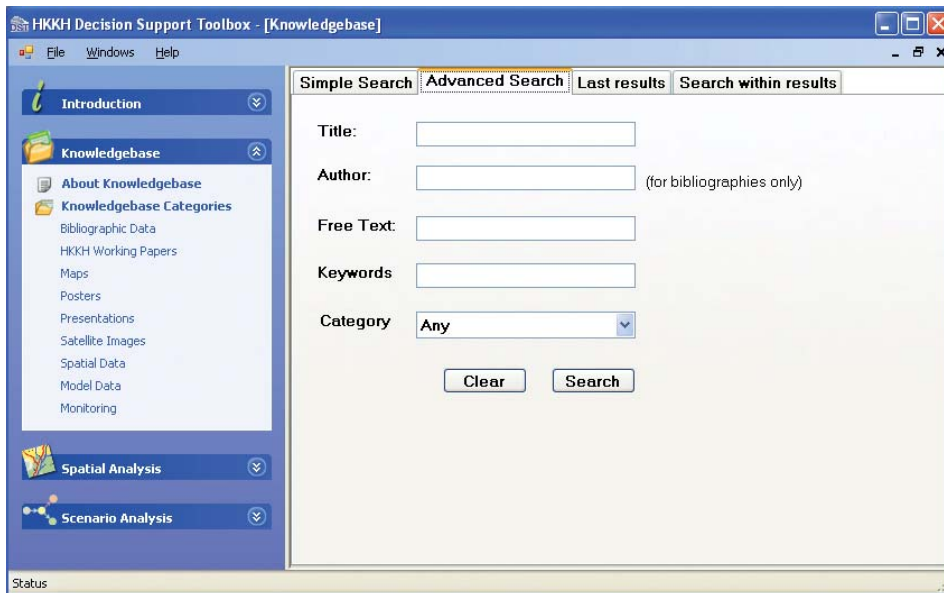 HKKH Decision Support Toolbox - [Knowledgebase]
File Windows Help
Introduction
Knowledgebase
About Knowledgebase
Knowledgebase Categories
Bibliographic Data
HKKH Working Papers
Maps
Posters
Presentations
Satellite Images
Spatial Data
Model Data
Monitoring
Spatial Analysis
Scenario Analysis
Simple Search Advanced Search Last results Search within results
Title:
Author: (for bibliographies only)
Free Text:
Keywords
Category Any
Clear Search
Status